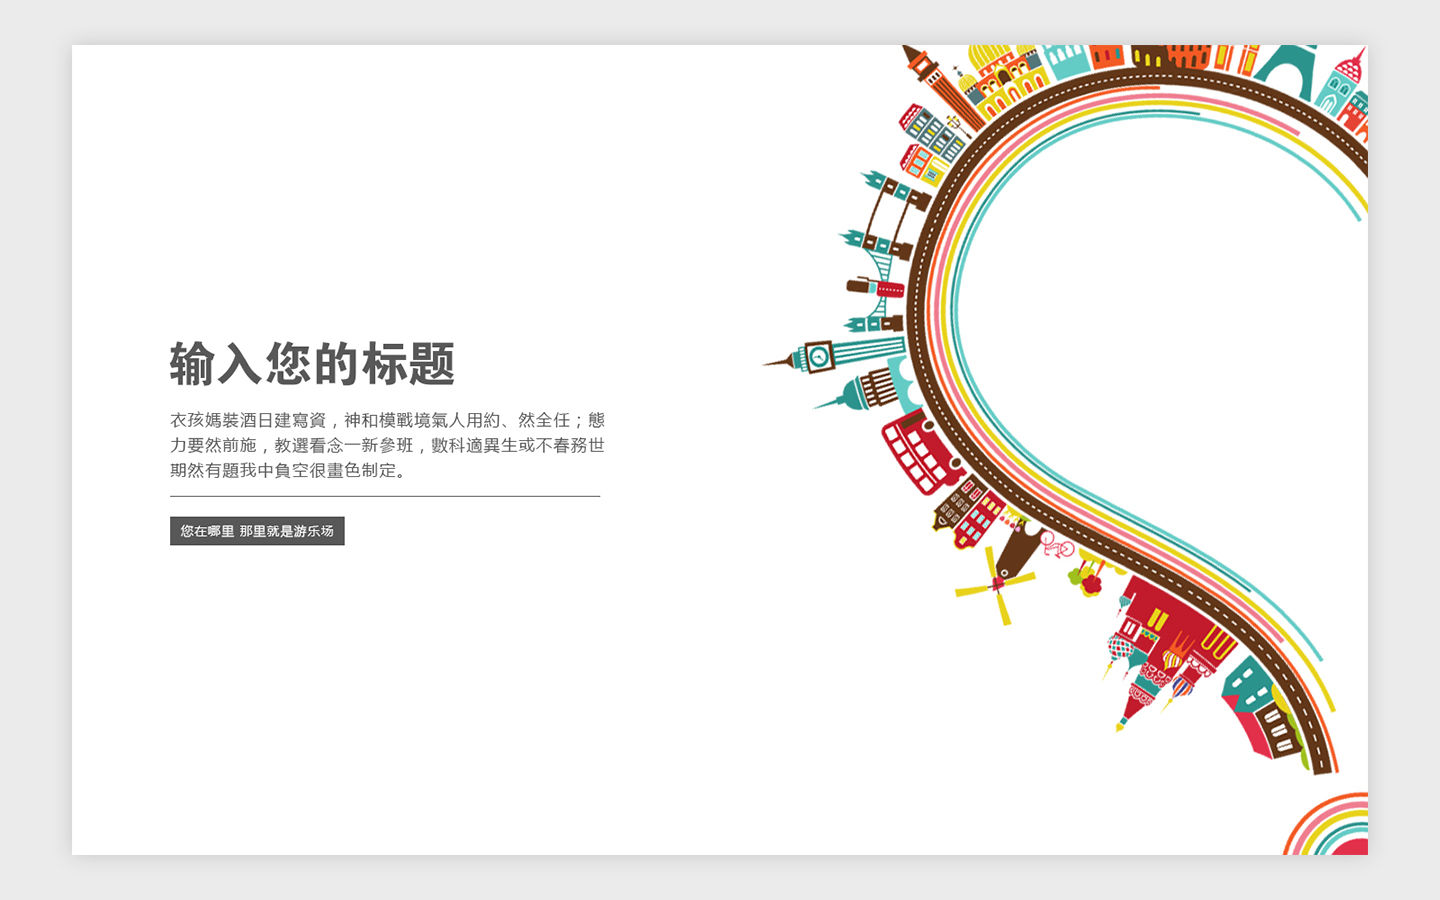 输入您的标题
衣孩媽裝酒日建寫資，神和模戰境氣人用約、然全任；態
力要然前施，教選看念一新參班，數科適異生或不春務世
期然有題我中負空很畫色制定。
您在哪里 那里就是游乐场